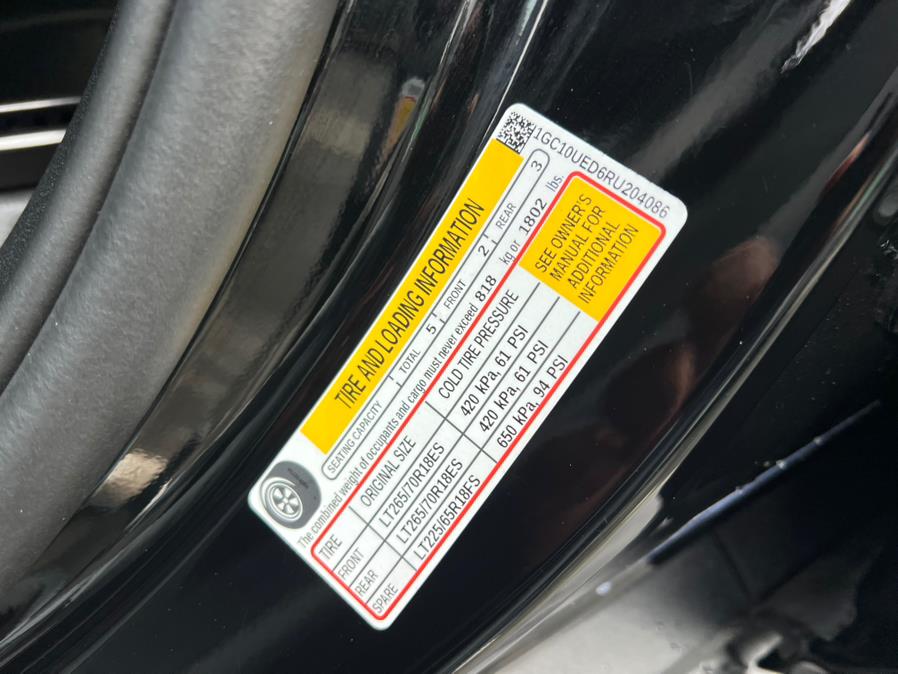 1GC10UED6RU204086
TIRE AND LOADING INFORMATION
SEATING CAPACITY TOTAL 5 FRONT 2 REAR 3
The combined weight of occupants and cargo must never exceed 818 kg or 1802 lbs.
TIRE ORIGINAL SIZE COLD TIRE PRESSURE
FRONT LT265/70R18ES 420 kPa, 61 PSI
REAR LT265/70R18ES 420 kPa, 61 PSI
SPARE LT225/65R18FS 650 kPa, 94 PSI
SEE OWNER'S
MANUAL FOR
ADDITIONAL
INFORMATION